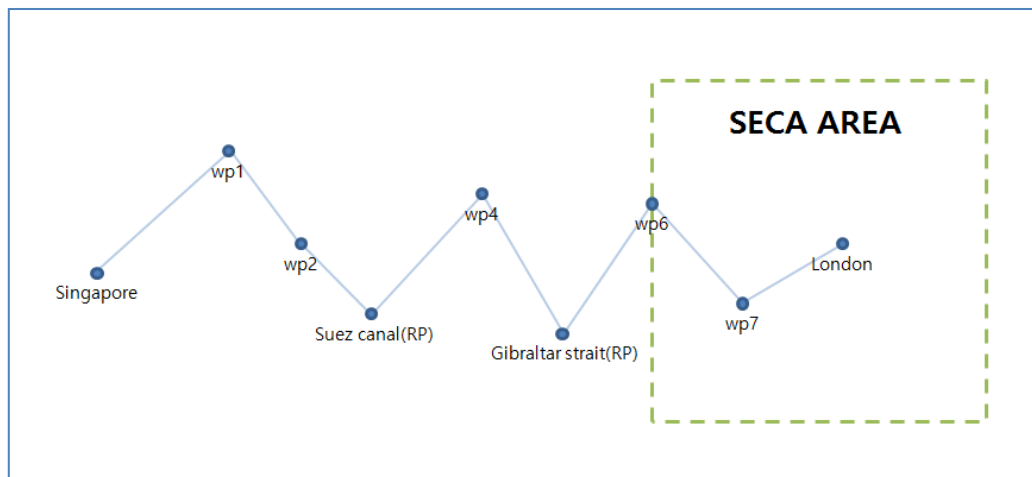 SECA AREA
wp1
wp4
wp6
wp2
London
Singapore
wp7
Suez canal(RP)
Gibraltar strait(RP)